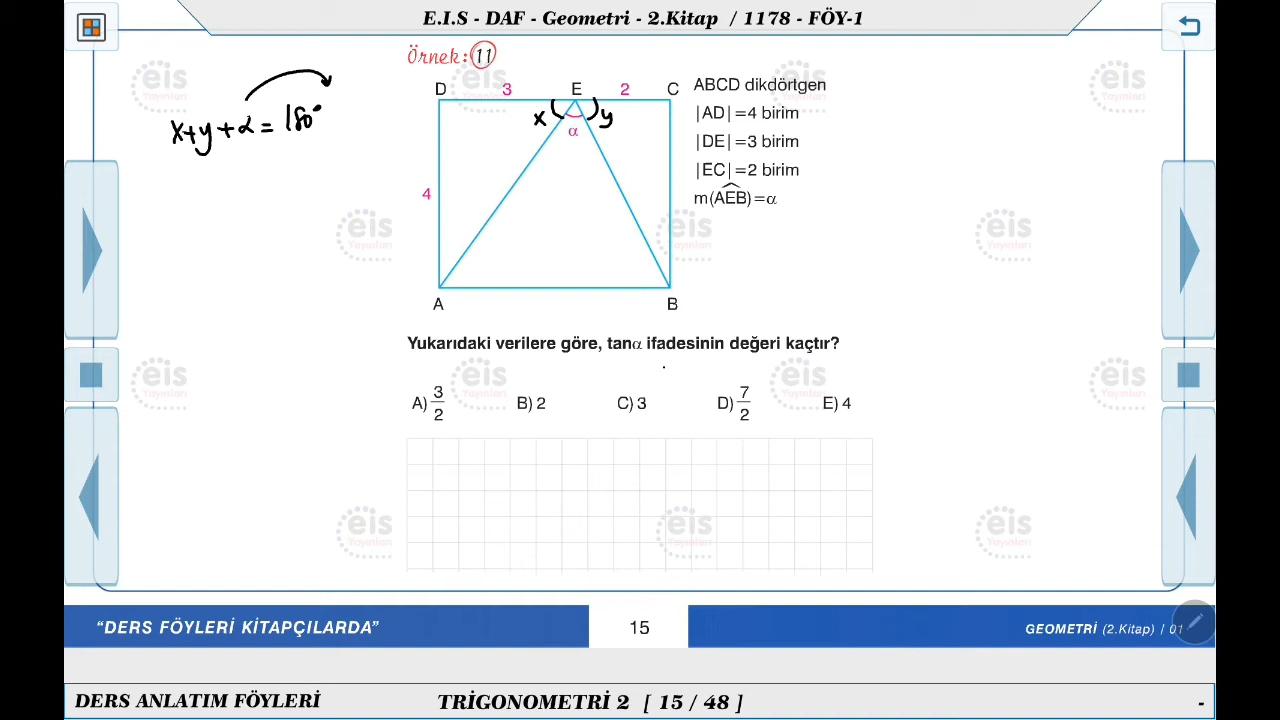 E.I.S - DAF - Geometri - 2.Kitap / 1178 - FÖY-1
Örnek: 11
x+y+α=180°
D 3 E 2 C
x α y
4
A B
ABCD dikdörtgen
|AD|=4 birim
|DE|=3 birim
|EC|=2 birim
m(AEB)=α
Yukarıdaki verilere göre, tanα ifadesinin değeri kaçtır?
A) 3/2 B) 2 C) 3 D) 7/2 E) 4
eis Yayınları
"DERS FÖYLERİ KİTAPÇILARDA"
15
GEOMETRİ (2.Kitap) / 01
DERS ANLATIM FÖYLERİ
TRİGONOMETRİ 2 [ 15 / 48 ]
-